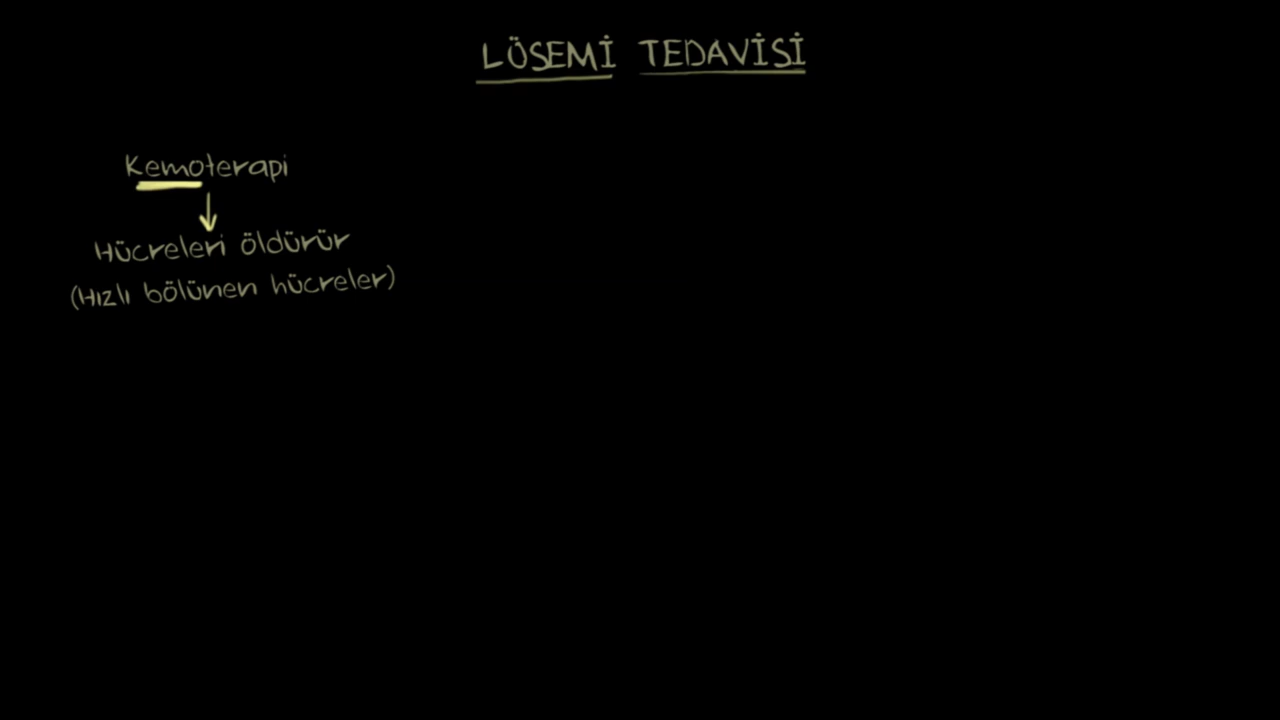 LÖSEMİ TEDAVİSİ
Kemoterapi
Hücreleri öldürür
(Hızlı bölünen hücreler)